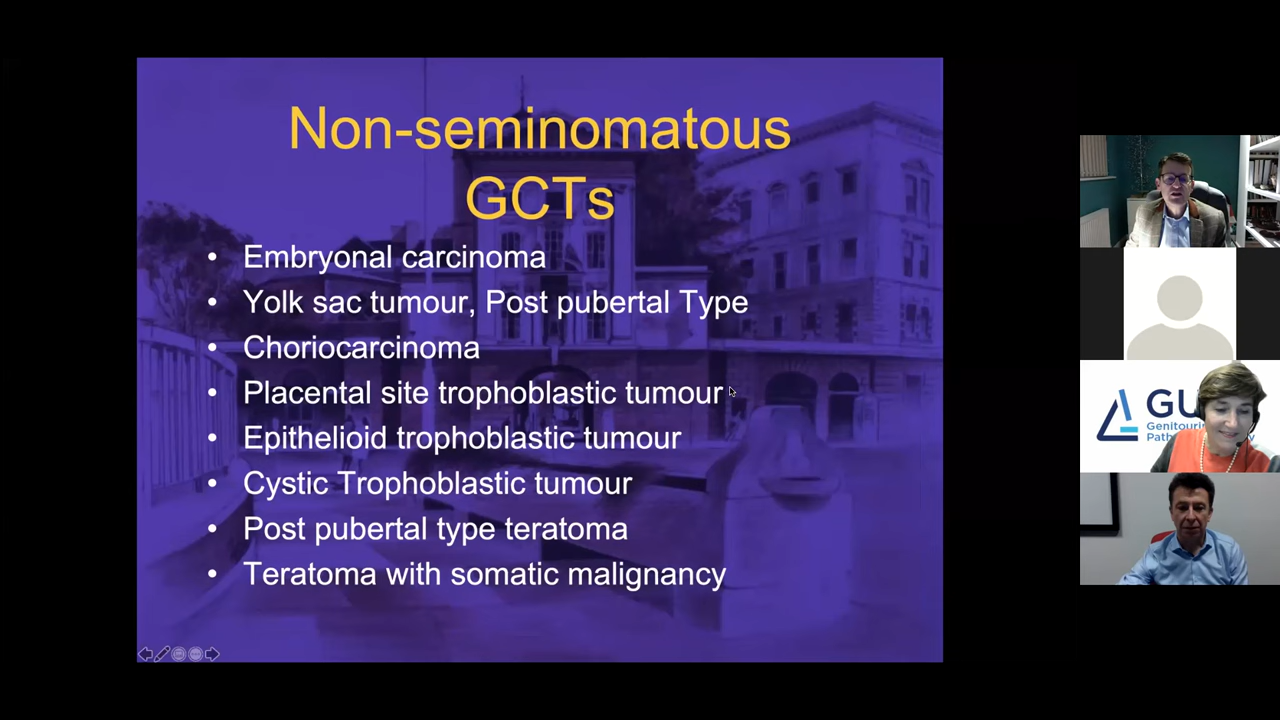 Non-seminomatous
GCTs
• Embryonal carcinoma
• Yolk sac tumour, Post pubertal Type
• Choriocarcinoma
• Placental site trophoblastic tumour
• Epithelioid trophoblastic tumour
• Cystic Trophoblastic tumour
• Post pubertal type teratoma
• Teratoma with somatic malignancy
GU